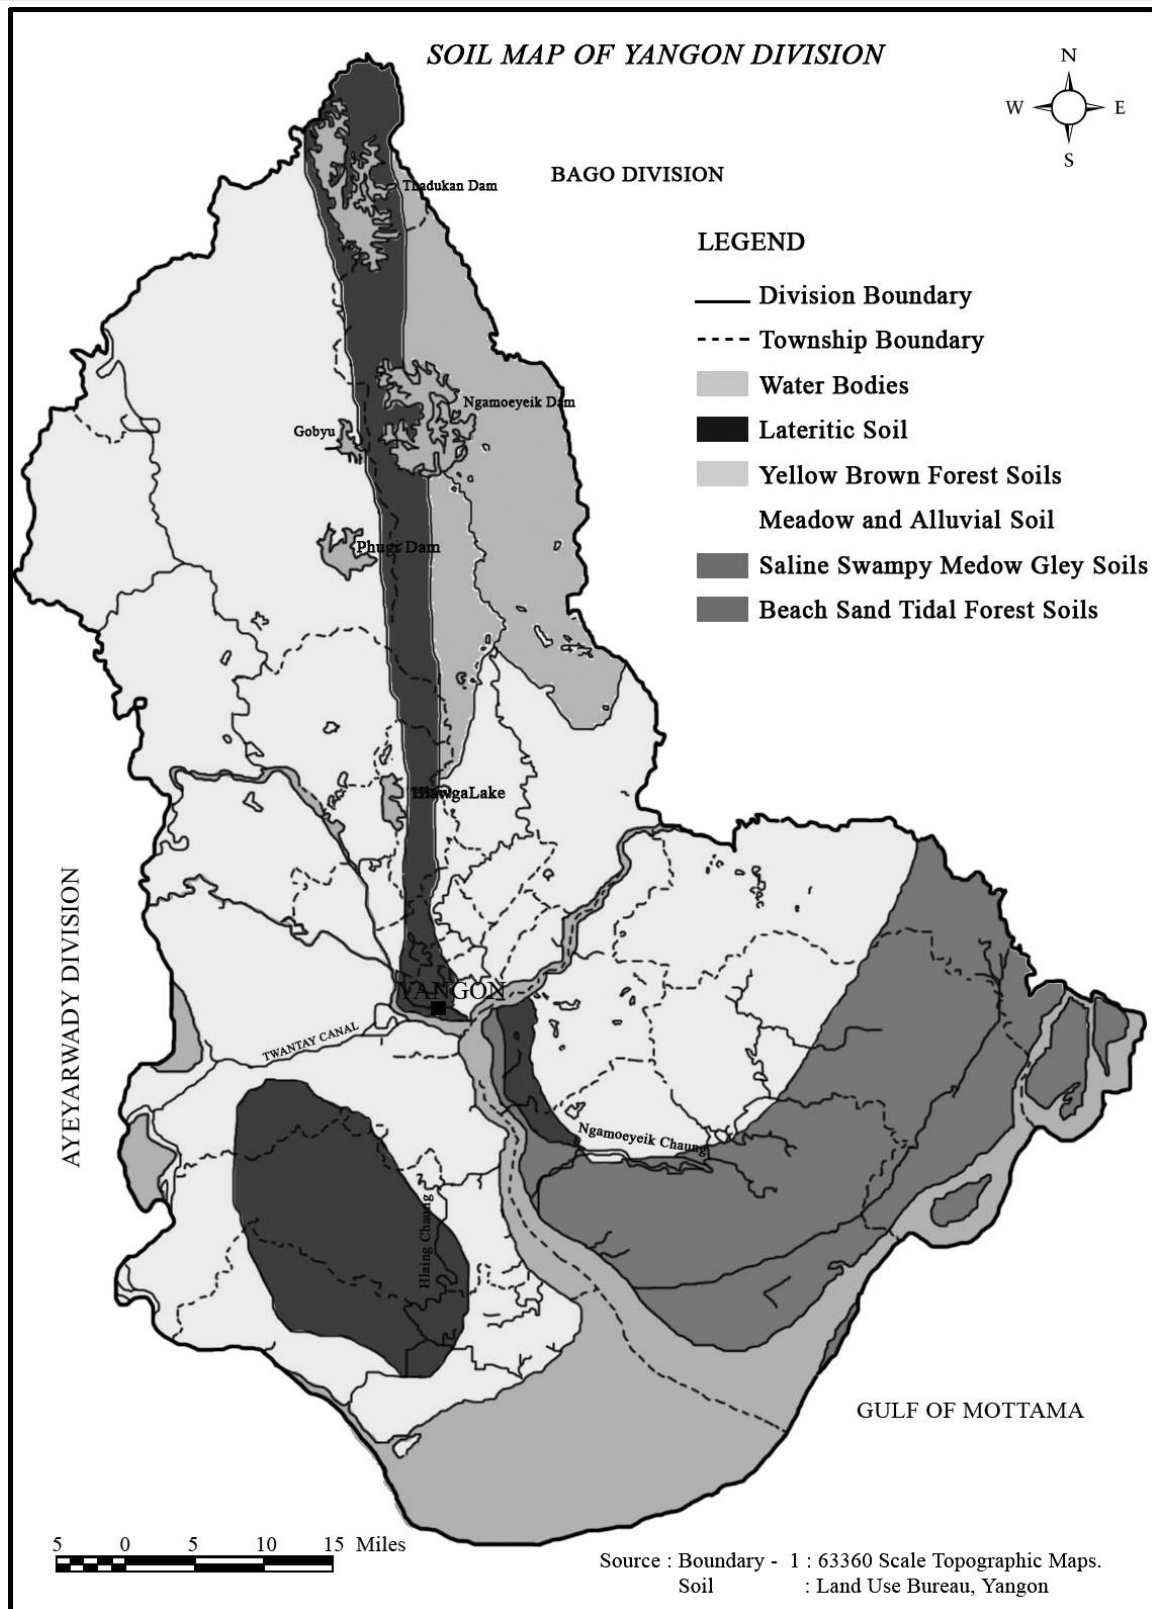 SOIL MAP OF YANGON DIVISION
N
W
E
S
BAGO DIVISION
Thadukan Dam
LEGEND
Division Boundary
Township Boundary
Water Bodies
Lateritic Soil
Yellow Brown Forest Soils
Meadow and Alluvial Soil
Saline Swampy Medow Gley Soils
Beach Sand Tidal Forest Soils
Ngamoeyeik Dam
Gobyu
Phugi Dam
HlawgaLake
AYEYARWADY DIVISION
YANGON
TWANTAY CANAL
Ngamoeyeik Chaung
Hlaing Chaung
GULF OF MOTTAMA
5 0 5 10 15 Miles
Source : Boundary - 1 : 63360 Scale Topographic Maps.
Soil : Land Use Bureau, Yangon